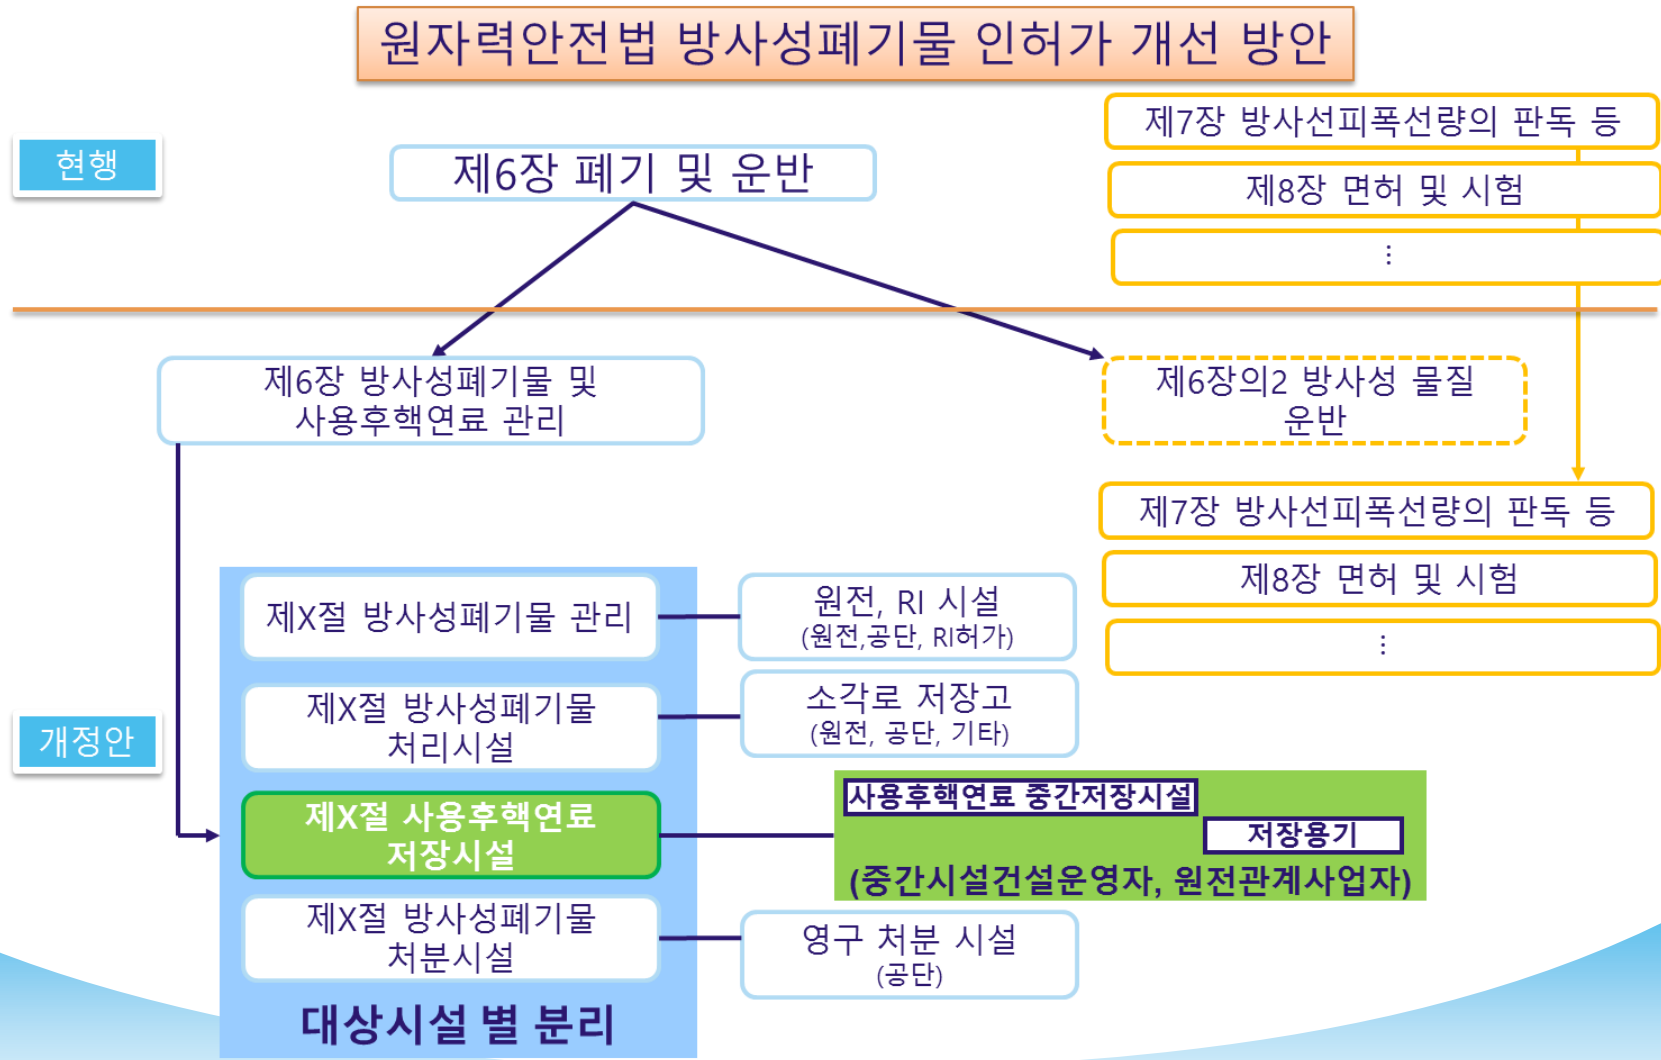 원자력안전법 방사성폐기물 인허가 개선 방안
현행
제6장 폐기 및 운반
제7장 방사선피폭선량의 판독 등
제8장 면허 및 시험
⋮
제6장 방사성폐기물 및
사용후핵연료 관리
제6장의2 방사성 물질
운반
제7장 방사선피폭선량의 판독 등
제8장 면허 및 시험
⋮
개정안
제X절 방사성폐기물 관리
원전, RI 시설
(원전,공단, RI허가)
제X절 방사성폐기물
처리시설
소각로 저장고
(원전, 공단, 기타)
제X절 사용후핵연료
저장시설
사용후핵연료 중간저장시설
저장용기
(중간시설건설운영자, 원전관계사업자)
제X절 방사성폐기물
처분시설
영구 처분 시설
(공단)
대상시설 별 분리